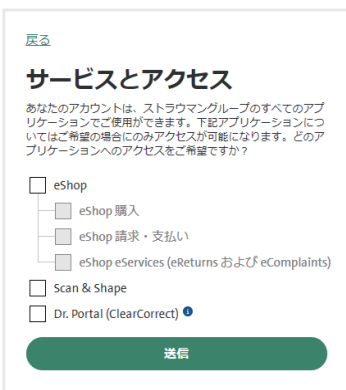 戻る
サービスとアクセス
あなたのアカウントは、ストラウマングループのすべてのアプ
リケーションでご使用ができます。下記アプリケーションにつ
いてはご希望の場合にのみアクセスが可能になります。どのア
プリケーションへのアクセスをご希望ですか？
eShop
eShop 購入
eShop 請求・支払い
eShop eServices (eReturns および eComplaints)
Scan & Shape
Dr. Portal (ClearCorrect)
送信